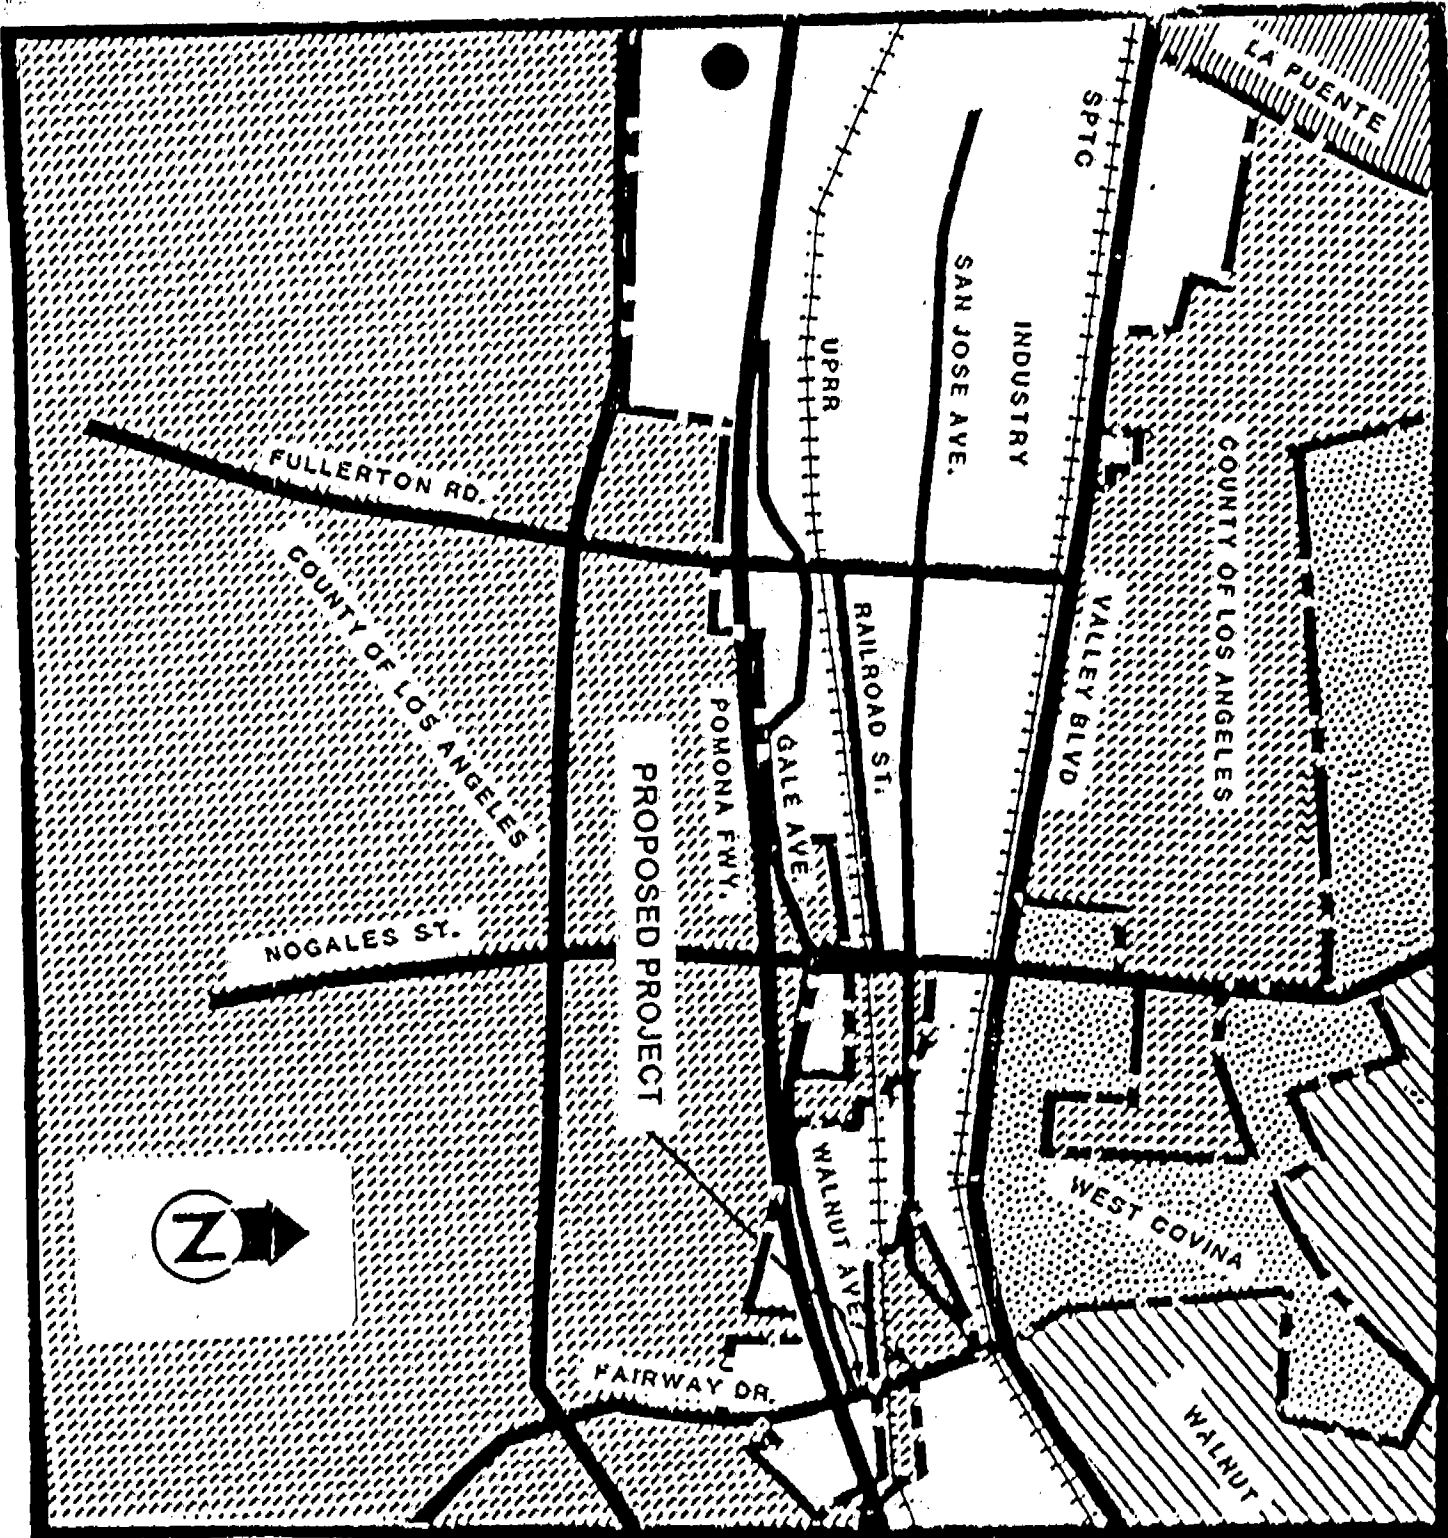 LA PUENTE
SPTC
SAN JOSE AVE.
INDUSTRY
UPRR
COUNTY OF LOS ANGELES
FULLERTON RD.
COUNTY OF LOS ANGELES
VALLEY BLVD
RAILROAD ST.
POMONA FWY.
GALE AVE
PROPOSED PROJECT
NOGALES ST.
WALNUT AVE.
WEST COVINA
N
FAIRWAY DR.
WALNUT